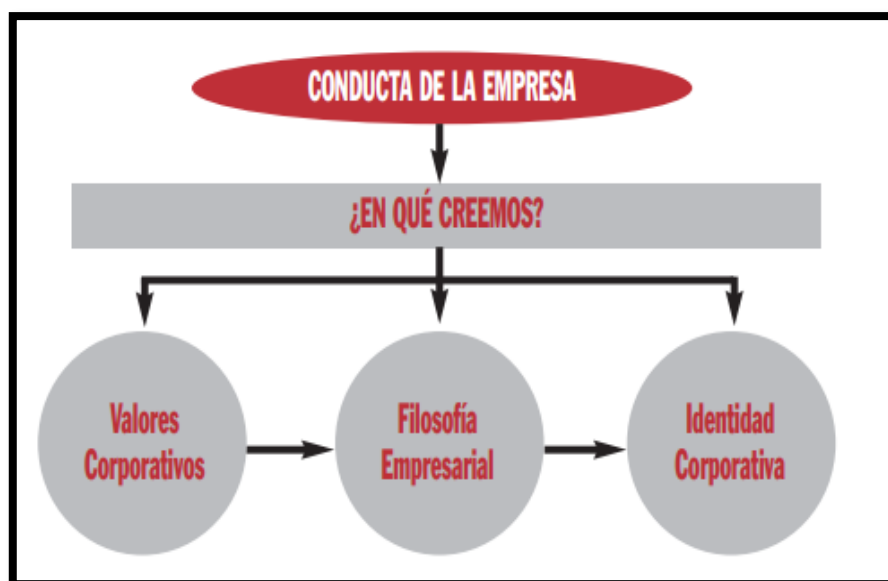 CONDUCTA DE LA EMPRESA
¿EN QUÉ CREEMOS?
Valores
Corporativos
Filosofía
Empresarial
Identidad
Corporativa